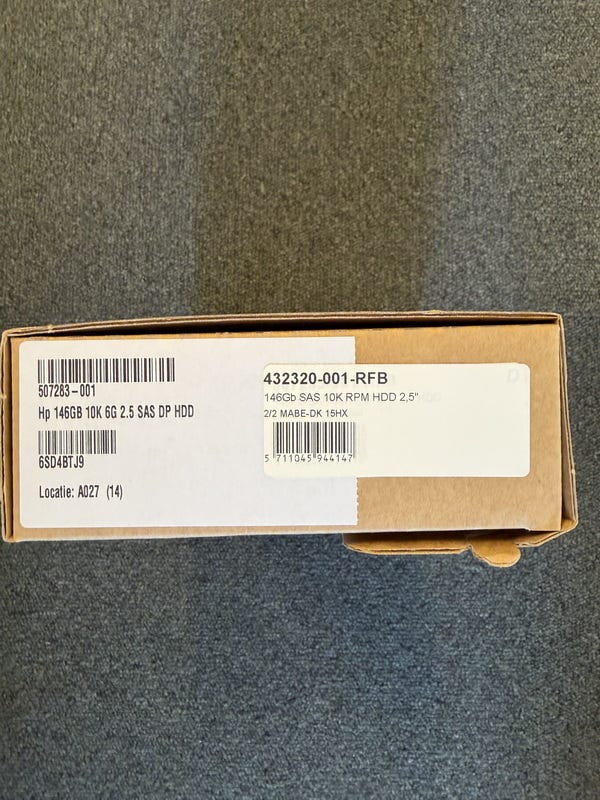 507283-001
Hp 146GB 10K 6G 2.5 SAS DP HDD
6SD4BTJ9
Locatie: A027 (14)
432320-001-RFB
146Gb SAS 10K RPM HDD 2,5"
2/2 MABE-DK 15HX
5 711045 944147